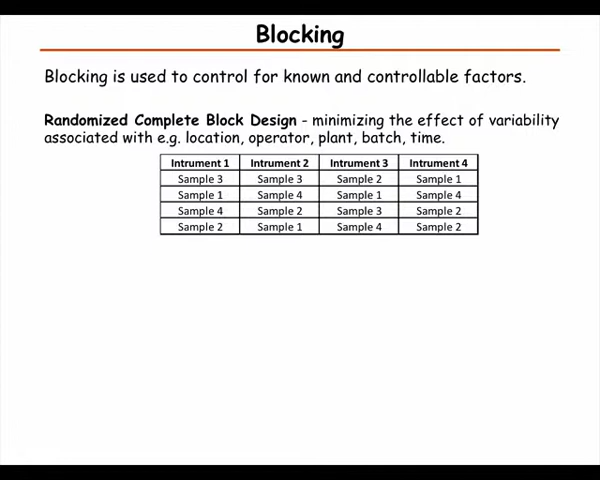 Blocking
Blocking is used to control for known and controllable factors.
Randomized Complete Block Design - minimizing the effect of variability
associated with e.g. location, operator, plant, batch, time.
Intrument 1 Intrument 2 Intrument 3 Intrument 4
Sample 3 Sample 3 Sample 2 Sample 1
Sample 1 Sample 4 Sample 1 Sample 4
Sample 4 Sample 2 Sample 3 Sample 2
Sample 2 Sample 1 Sample 4 Sample 2